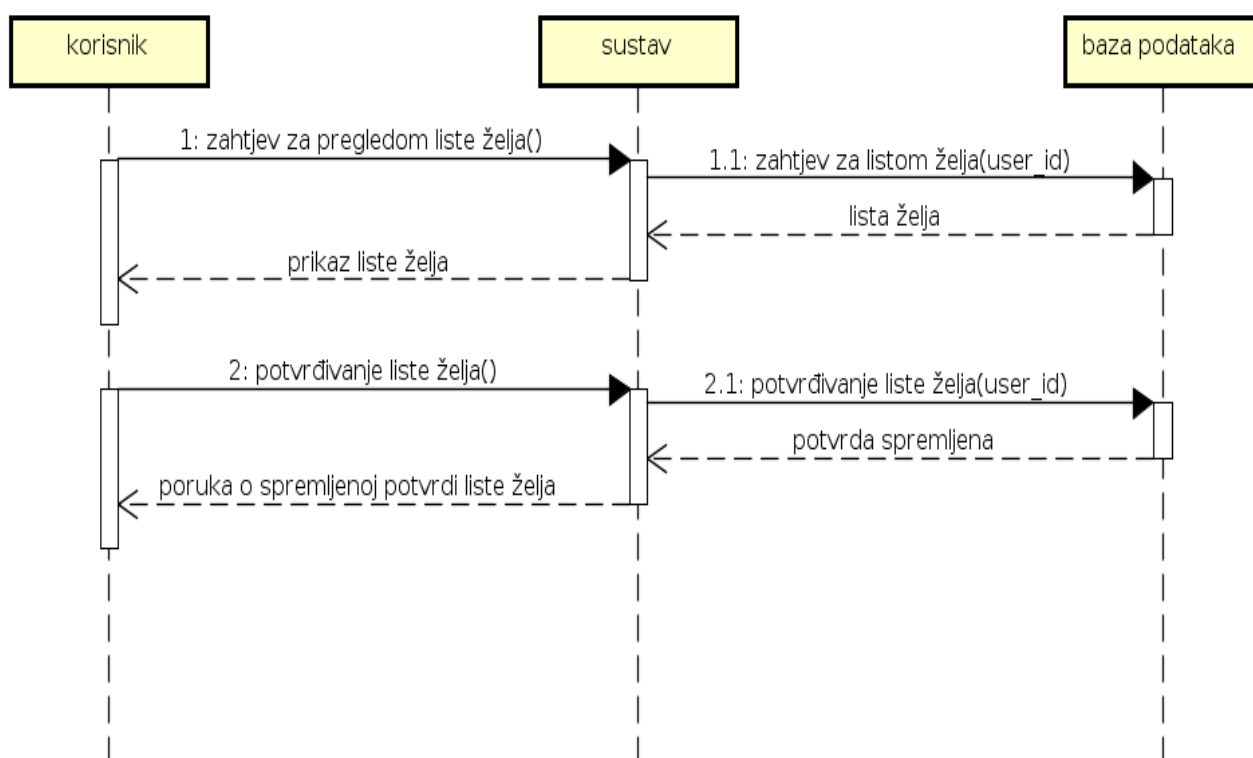 korisnik
sustav
baza podataka
1: zahtjev za pregledom liste želja()
1.1: zahtjev za listom želja(user_id)
lista želja
prikaz liste želja
2: potvrđivanje liste želja()
2.1: potvrđivanje liste želja(user_id)
potvrda spremljena
poruka o spremljenoj potvrdi liste želja